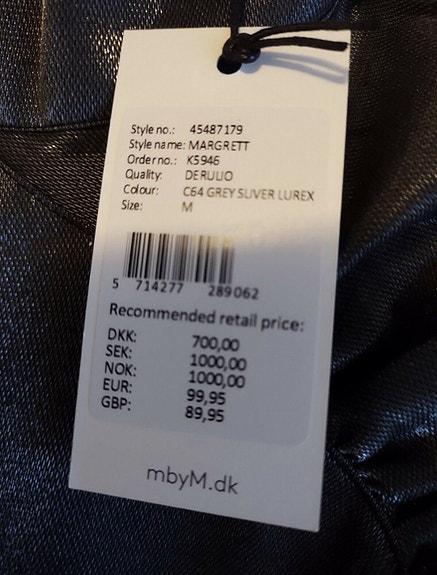 Style no.: 45487179
Style name: MARGRETT
Order no.: K5946
Quality: DERULIO
Colour: C64 GREY SLIVER LUREX
Size: M
5 714277 289062
Recommended retail price:
DKK: 700,00
SEK: 1000,00
NOK: 1000,00
EUR: 99,95
GBP: 89,95
mbyM.dk